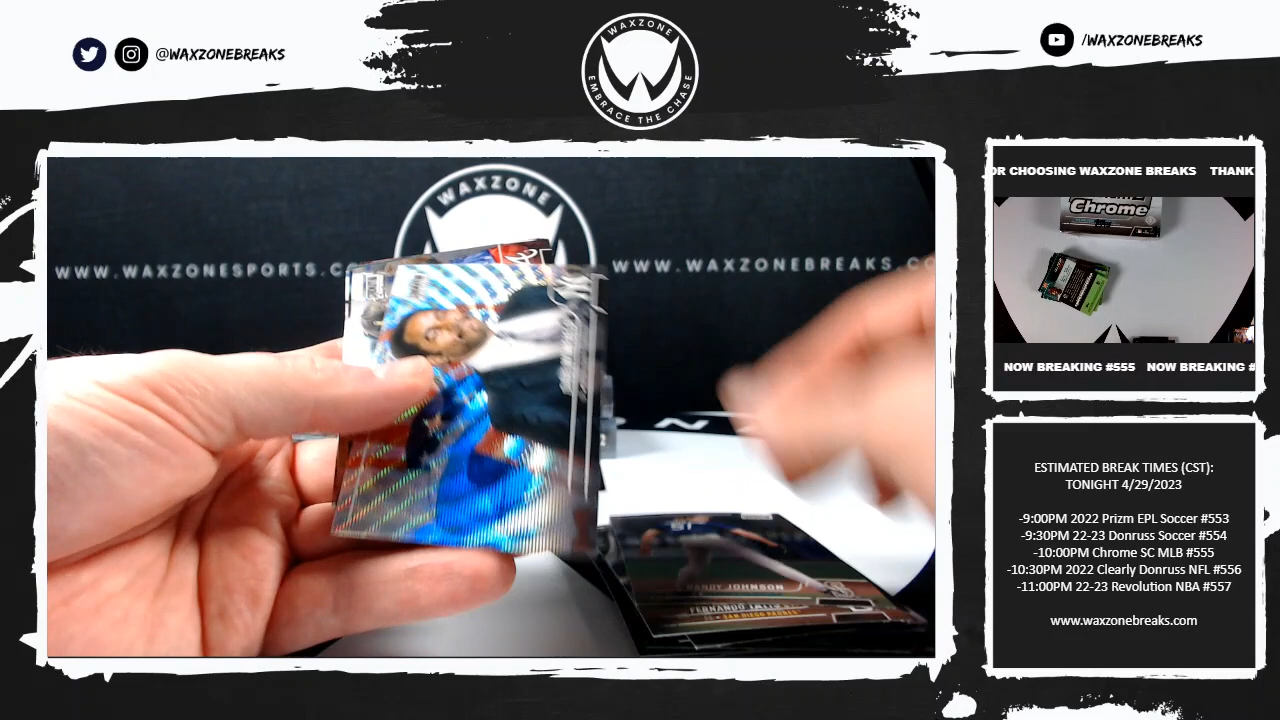 @WAXZONEBREAKS
WAXZONE
EMBRACE THE CHASE
/WAXZONEBREAKS
WAXZONE
WWW.WAXZONESPORTS.CO
WWW.WAXZONEBREAKS.CO
RANDY JOHNSON
FERNANDO TATIS
SAN DIEGO PADRES
OR CHOOSING WAXZONE BREAKS THANK
Chrome
NOW BREAKING #555 NOW BREAKING #
ESTIMATED BREAK TIMES (CST):
TONIGHT 4/29/2023
-9:00PM 2022 Prizm EPL Soccer #553
-9:30PM 22-23 Donruss Soccer #554
-10:00PM Chrome SC MLB #555
-10:30PM 2022 Clearly Donruss NFL #556
-11:00PM 22-23 Revolution NBA #557
www.waxzonebreaks.com